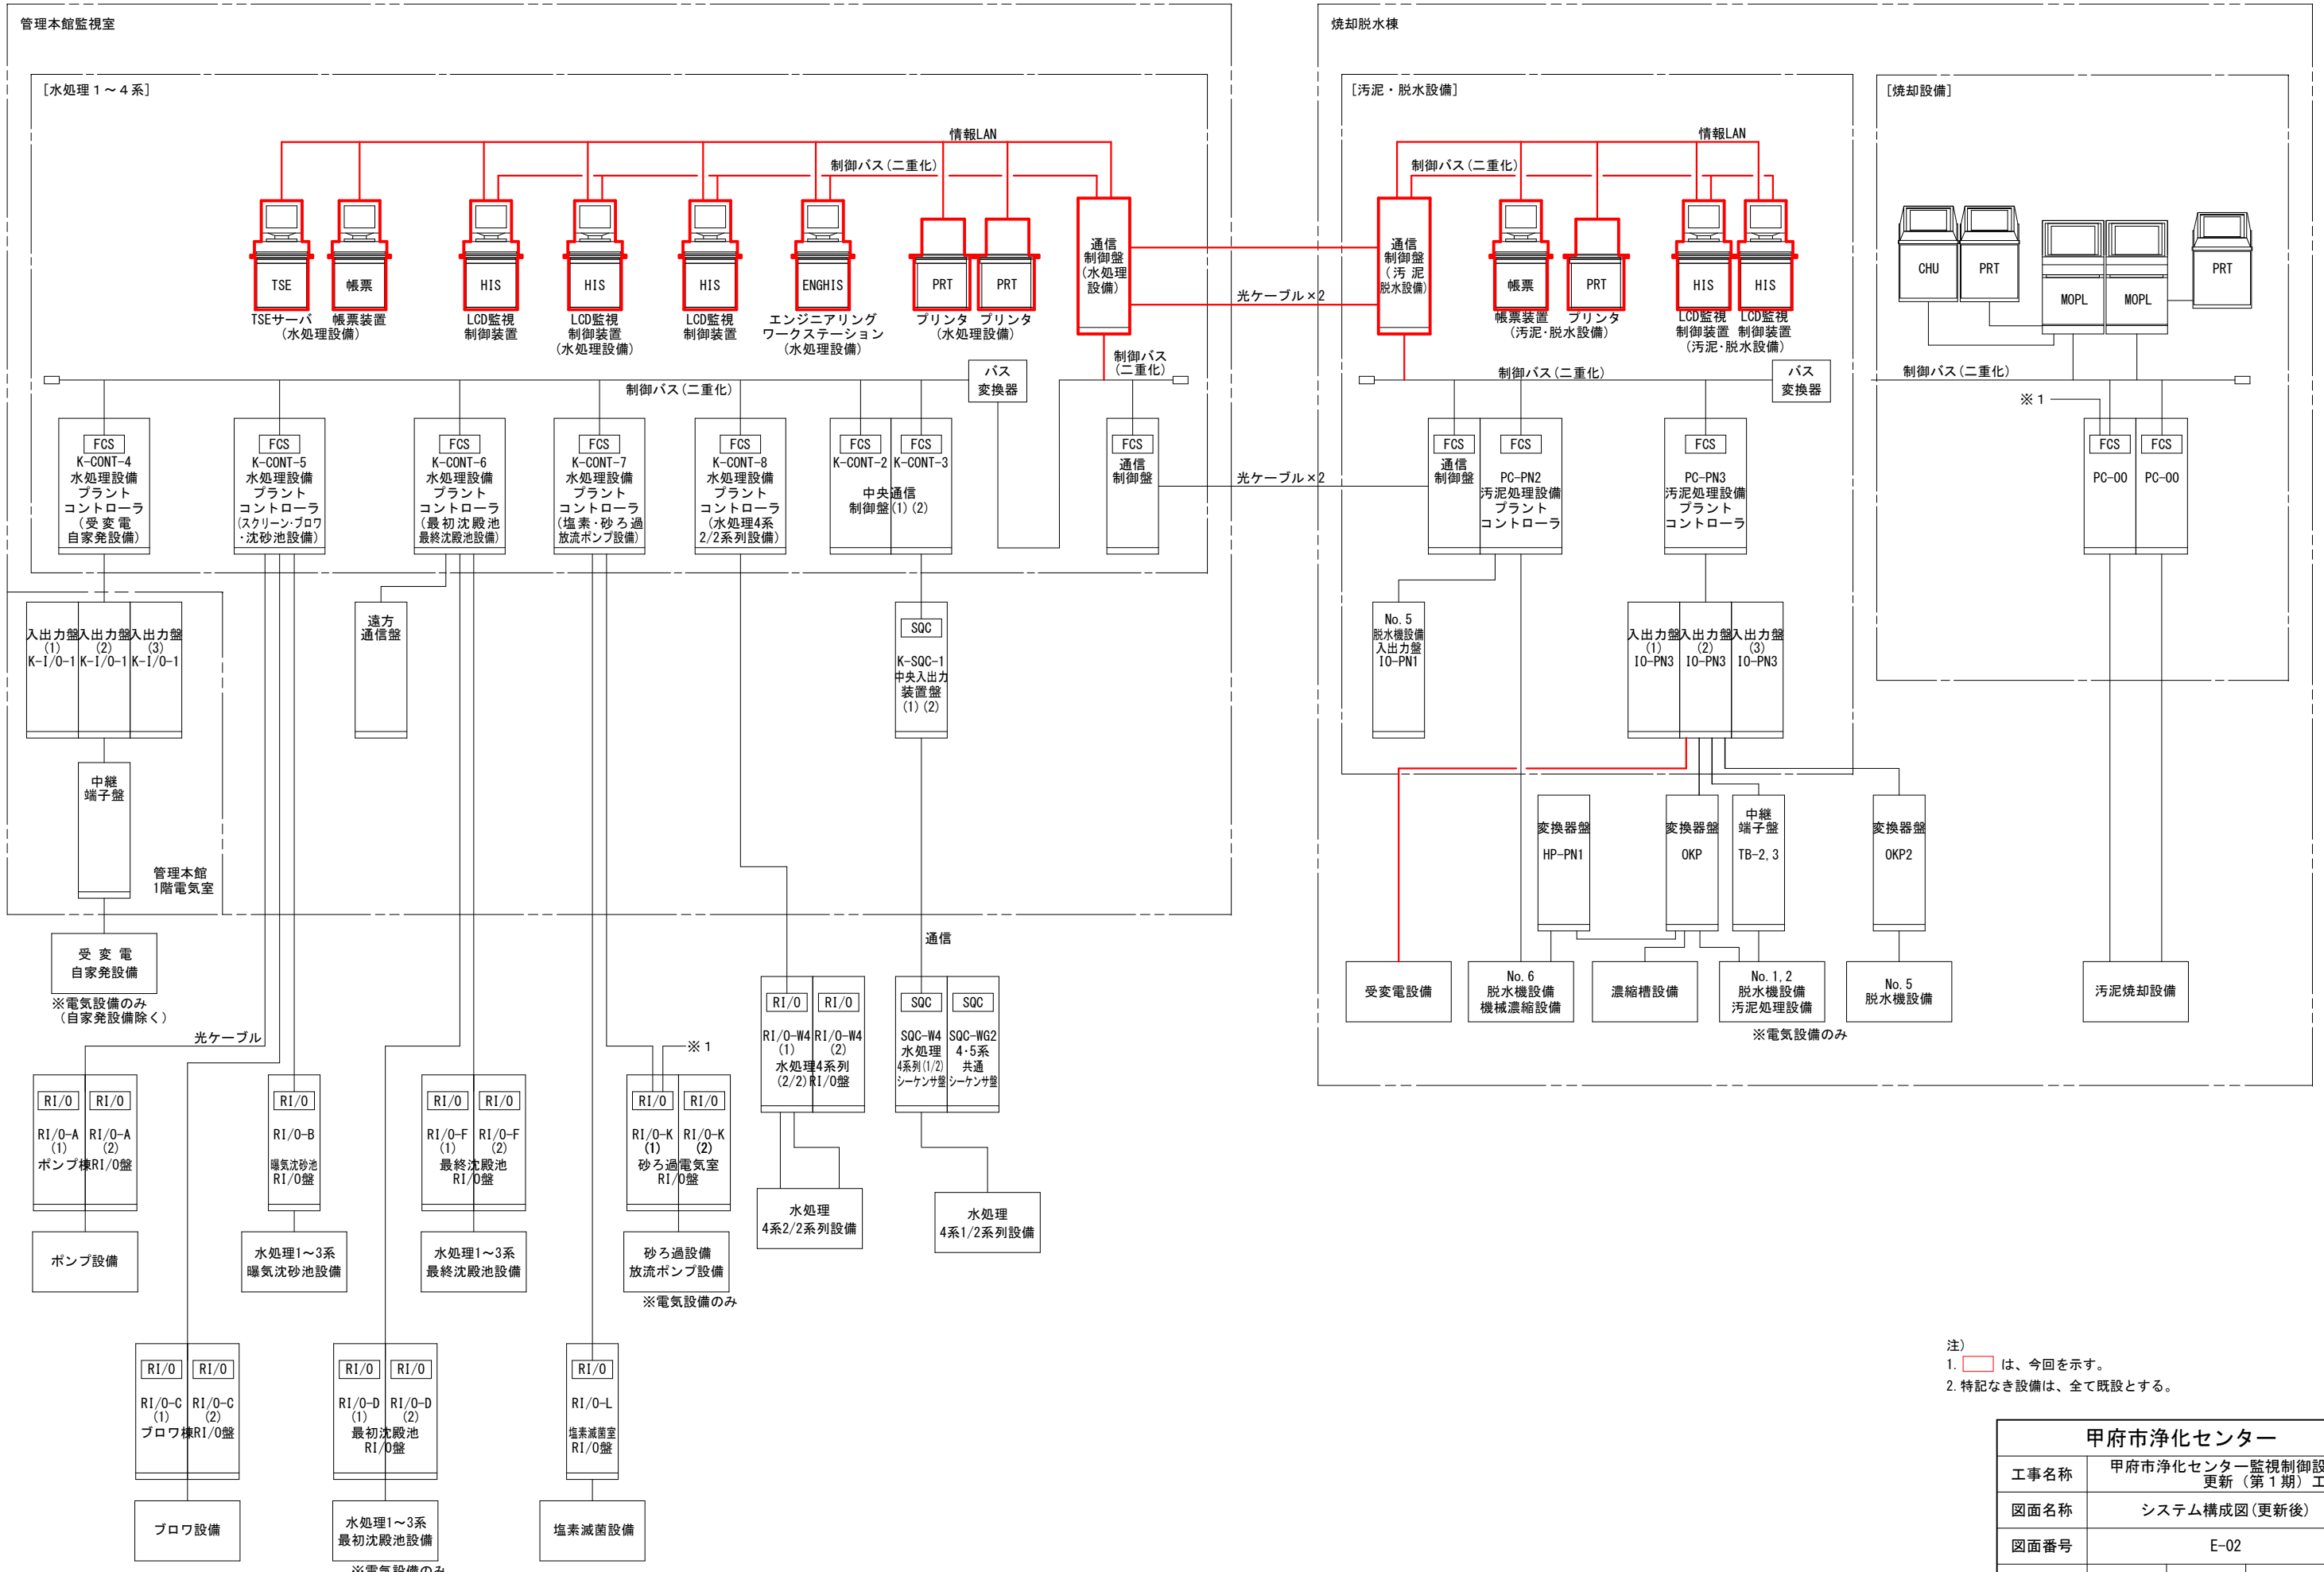 管理本館監視室
[水処理１～４系]
情報LAN
制御バス(二重化)
TSE
帳票
HIS
HIS
HIS
ENGHIS
PRT
PRT
通信
制御盤
(水処理
設備)
TSEサーバ
帳票装置
(水処理設備)
LCD監視
制御装置
LCD監視
制御装置
(水処理設備)
LCD監視
制御装置
エンジニアリング
ワークステーション
(水処理設備)
プリンタ
プリンタ
(水処理設備)
制御バス
(二重化)
バス
変換器
制御バス(二重化)
FCS
K-CONT-4
水処理設備
プラント
コントローラ
(受変電
自家発設備)
FCS
K-CONT-5
水処理設備
プラント
コントローラ
(スクリーン･ブロワ
･沈砂池設備)
FCS
K-CONT-6
水処理設備
プラント
コントローラ
(最初沈殿池
最終沈殿池設備)
FCS
K-CONT-7
水処理設備
プラント
コントローラ
(塩素･砂ろ過
放流ポンプ設備)
FCS
K-CONT-8
水処理設備
プラント
コントローラ
(水処理4系
2/2系列設備)
FCS
FCS
K-CONT-2
K-CONT-3
中央通信
制御盤(1)(2)
FCS
通信
制御盤
光ケーブル×2
光ケーブル×2
入出力盤
(1)
K-I/O-1
入出力盤
(2)
K-I/O-1
入出力盤
(3)
K-I/O-1
遠方
通信盤
SQC
K-SQC-1
中央入出力
装置盤
(1)(2)
中継
端子盤
管理本館
1階電気室
受 変 電
自家発設備
※電気設備のみ
(自家発設備除く)
光ケーブル
通信
※１
RI/O
RI/O
RI/O-W4
(1)
RI/O-W4
(2)
水処理4系列
(2/2)RI/O盤
SQC
SQC
SQC-W4
水処理
4系列(1/2)
シーケンサ盤
SQC-WG2
4･5系
共通
シーケンサ盤
RI/O
RI/O
RI/O-A
(1)
RI/O-A
(2)
ポンプ棟RI/O盤
RI/O
RI/O-B
曝気沈砂池
RI/O盤
RI/O
RI/O
RI/O-F
(1)
RI/O-F
(2)
最終沈殿池
RI/O盤
RI/O
RI/O
RI/O-K
(1)
RI/O-K
(2)
砂ろ過電気室
RI/O盤
水処理
4系2/2系列設備
水処理
4系1/2系列設備
ポンプ設備
水処理1～3系
曝気沈砂池設備
水処理1～3系
最終沈殿池設備
砂ろ過設備
放流ポンプ設備
※電気設備のみ
RI/O
RI/O
RI/O-C
(1)
RI/O-C
(2)
ブロワ棟RI/O盤
RI/O
RI/O
RI/O-D
(1)
RI/O-D
(2)
最初沈殿池
RI/O盤
RI/O
RI/O-L
塩素滅菌室
RI/O盤
ブロワ設備
水処理1～3系
最初沈殿池設備
※電気設備のみ
塩素滅菌設備
焼却脱水棟
[汚泥・脱水設備]
情報LAN
制御バス(二重化)
通信
制御盤
(汚 泥
脱水設備)
帳票
PRT
HIS
HIS
帳票装置
プリンタ
(汚泥･脱水設備)
LCD監視
制御装置
LCD監視
制御装置
(汚泥･脱水設備)
制御バス(二重化)
バス
変換器
FCS
通信
制御盤
FCS
PC-PN2
汚泥処理設備
プラント
コントローラ
FCS
PC-PN3
汚泥処理設備
プラント
コントローラ
No.5
脱水機設備
入出力盤
IO-PN1
入出力盤
(1)
IO-PN3
入出力盤
(2)
IO-PN3
入出力盤
(3)
IO-PN3
変換器盤
HP-PN1
変換器盤
OKP
中継
端子盤
TB-2,3
変換器盤
OKP2
受変電設備
No.6
脱水機設備
機械濃縮設備
濃縮槽設備
No.1,2
脱水機設備
汚泥処理設備
※電気設備のみ
No.5
脱水機設備
[焼却設備]
CHU
PRT
MOPL
MOPL
PRT
制御バス(二重化)
※１
FCS
FCS
PC-00
PC-00
汚泥焼却設備
注)
1. は、今回を示す。
2.特記なき設備は、全て既設とする。
甲府市浄化センター
工事名称
甲府市浄化センター監視制御設
更新（第１期）工
図面名称
システム構成図(更新後)
図面番号
E-02